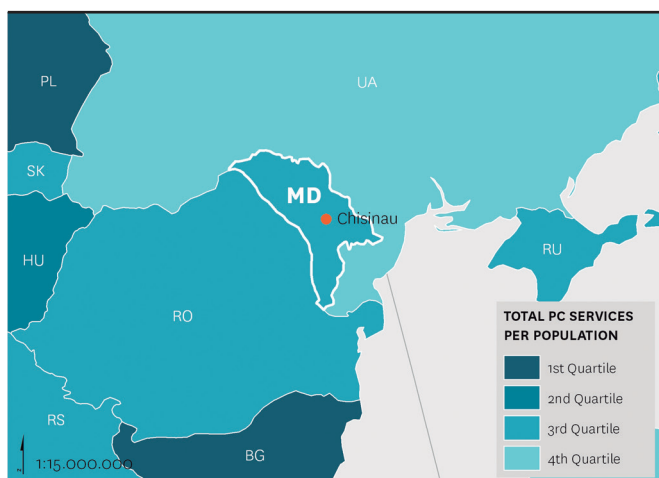 PL
UA
SK
MD
Chisinau
HU
RU
RO
TOTAL PC SERVICES
PER POPULATION
1st Quartile
2nd Quartile
3rd Quartile
4th Quartile
RS
BG
N
1:15.000.000